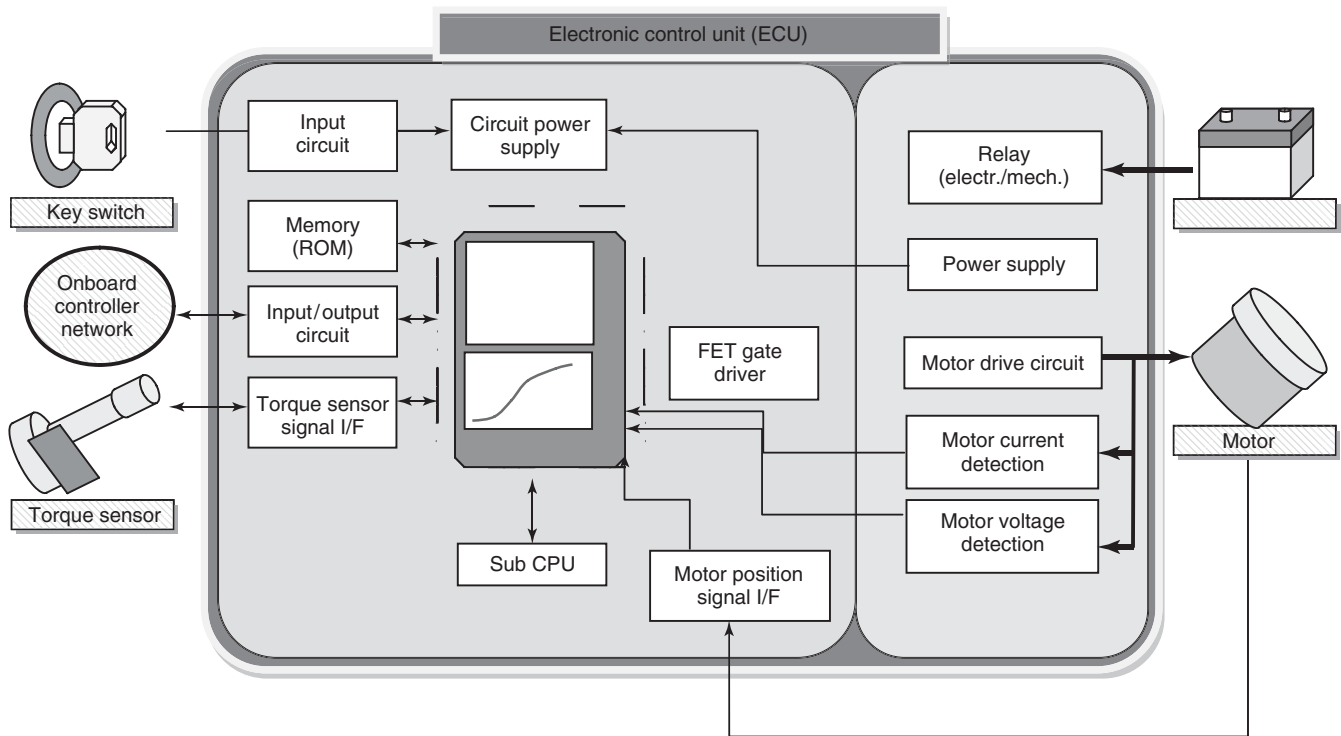 Electronic control unit (ECU)
Key switch
Onboard
controller
network
Torque sensor
Input
circuit
Circuit power
supply
Memory
(ROM)
Input/output
circuit
Torque sensor
signal I/F
FET gate
driver
Sub CPU
Motor position
signal I/F
Relay
(electr./mech.)
Power supply
Motor drive circuit
Motor current
detection
Motor voltage
detection
Motor